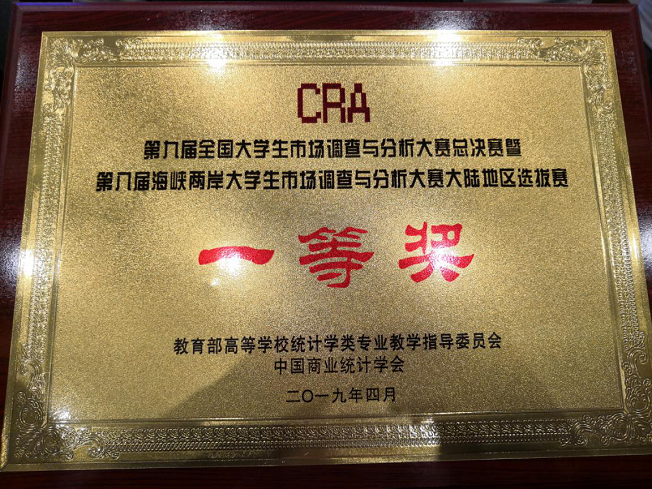 CRA
第九届全国大学生市场调查与分析大赛总决赛暨
第八届海峡两岸大学生市场调查与分析大赛大陆地区选拔赛
一等奖
教育部高等学校统计学类专业教学指导委员会
中国商业统计学会
二〇一九年四月